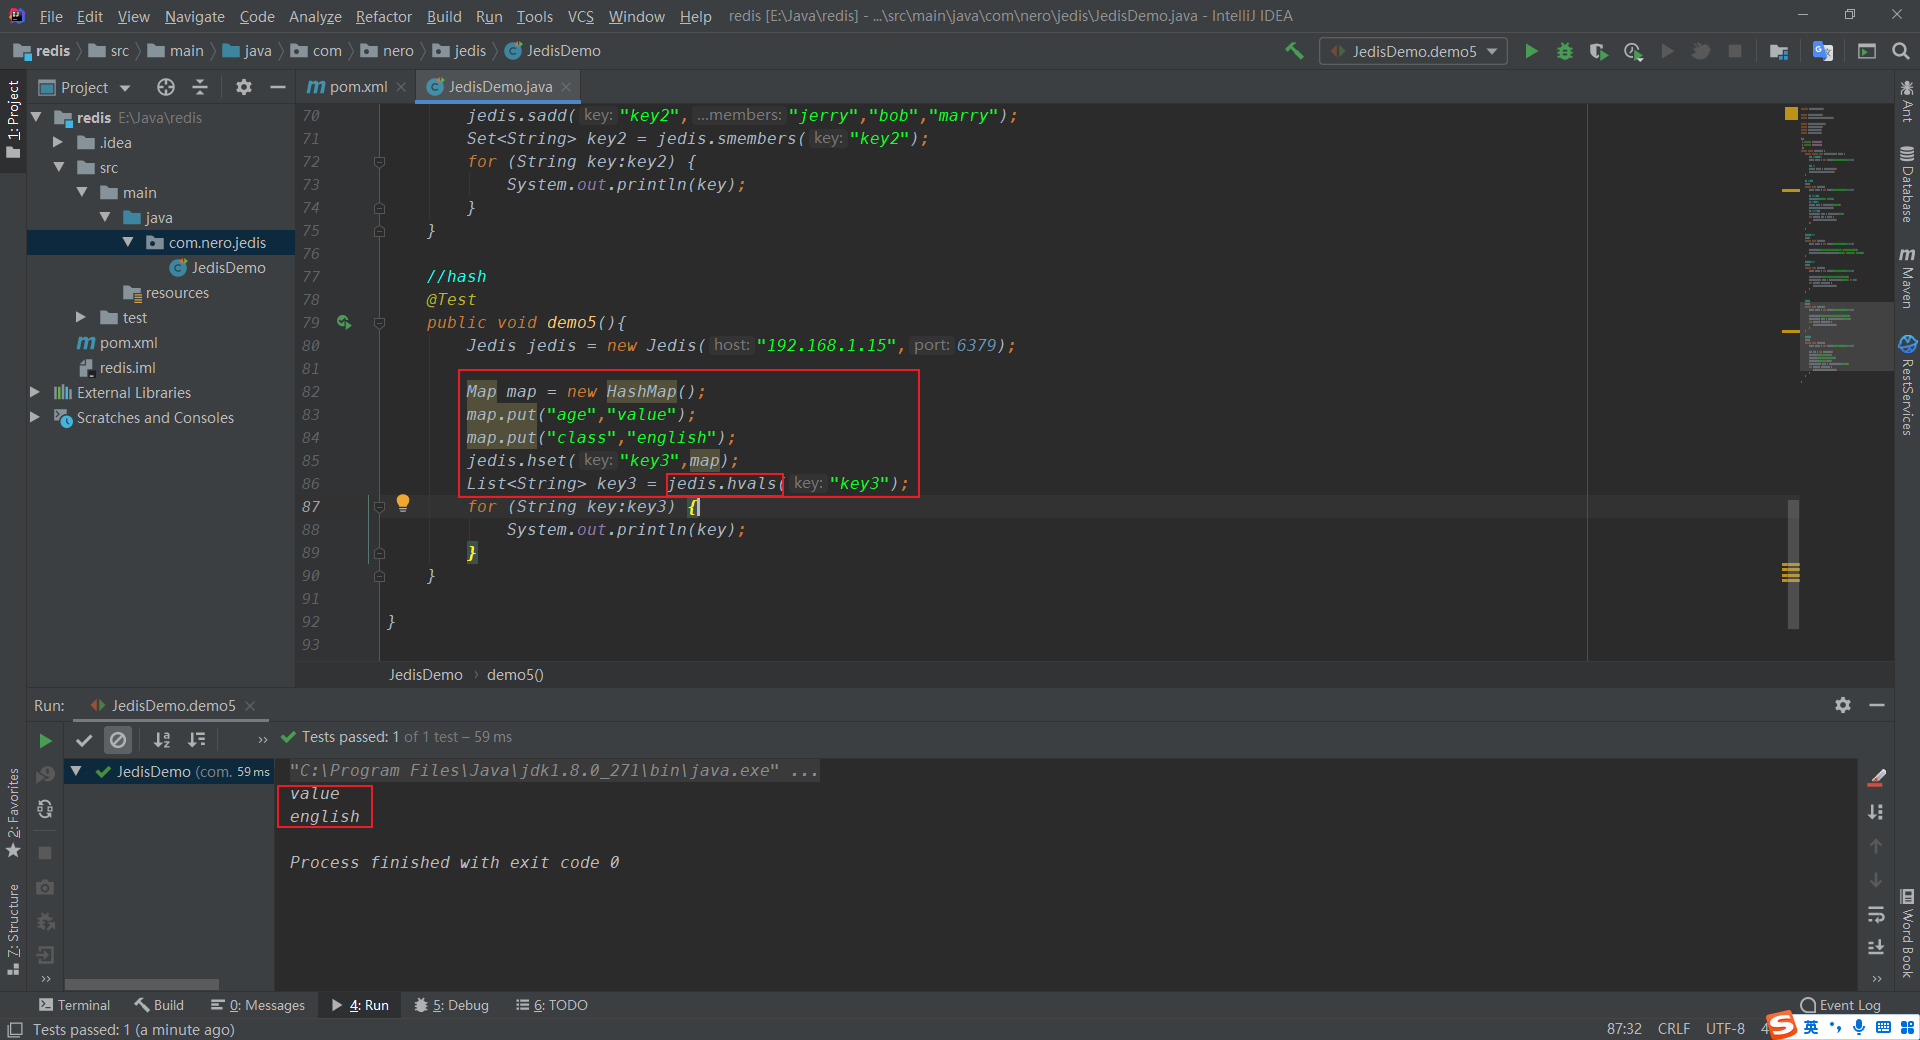 File Edit View Navigate Code Analyze Refactor Build Run Tools VCS Window Help redis [E:\Java\redis] - ...\src\main\java\com\nero\jedis\JedisDemo.java - IntelliJ IDEA
redis src main java com nero jedis JedisDemo
JedisDemo.demo5
Project
pom.xml
JedisDemo.java
redis E:\Java\redis
.idea
src
main
java
com.nero.jedis
JedisDemo
resources
test
pom.xml
redis.iml
External Libraries
Scratches and Consoles
1: Project
2: Favorites
7: Structure
70 jedis.sadd( key: "key2", ...members: "jerry","bob","marry");
71 Set<String> key2 = jedis.smembers( key: "key2");
72 for (String key:key2) {
73 System.out.println(key);
74 }
75 }
76
77 //hash
78 @Test
79 public void demo5(){
80 Jedis jedis = new Jedis( host: "192.168.1.15", port: 6379);
81
82 Map map = new HashMap();
83 map.put("age","value");
84 map.put("class","english");
85 jedis.hset( key: "key3",map);
86 List<String> key3 = jedis.hvals( key: "key3");
87 for (String key:key3) {
88 System.out.println(key);
89 }
90 }
91
92 }
93
JedisDemo › demo5()
Ant
Database
Maven
RestServices
Word Book
Run: JedisDemo.demo5
Tests passed: 1 of 1 test – 59 ms
JedisDemo (com. 59 ms
"C:\Program Files\Java\jdk1.8.0_271\bin\java.exe" ...
value
english
Process finished with exit code 0
Terminal Build 0: Messages 4: Run 5: Debug 6: TODO Event Log
Tests passed: 1 (a minute ago)
87:32 CRLF UTF-8 4
英